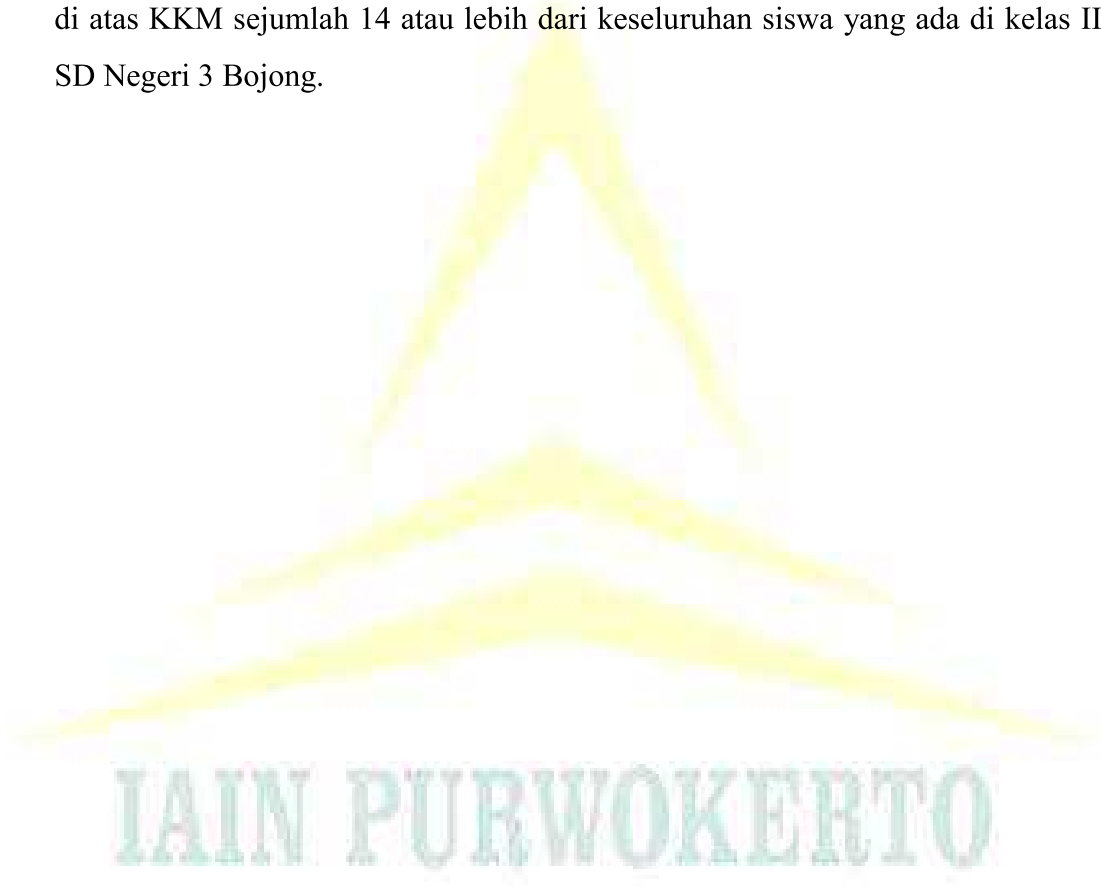 di atas KKM sejumlah 14 atau lebih dari keseluruhan siswa yang ada di kelas II
SD Negeri 3 Bojong.
IAIN PURWOKERTO